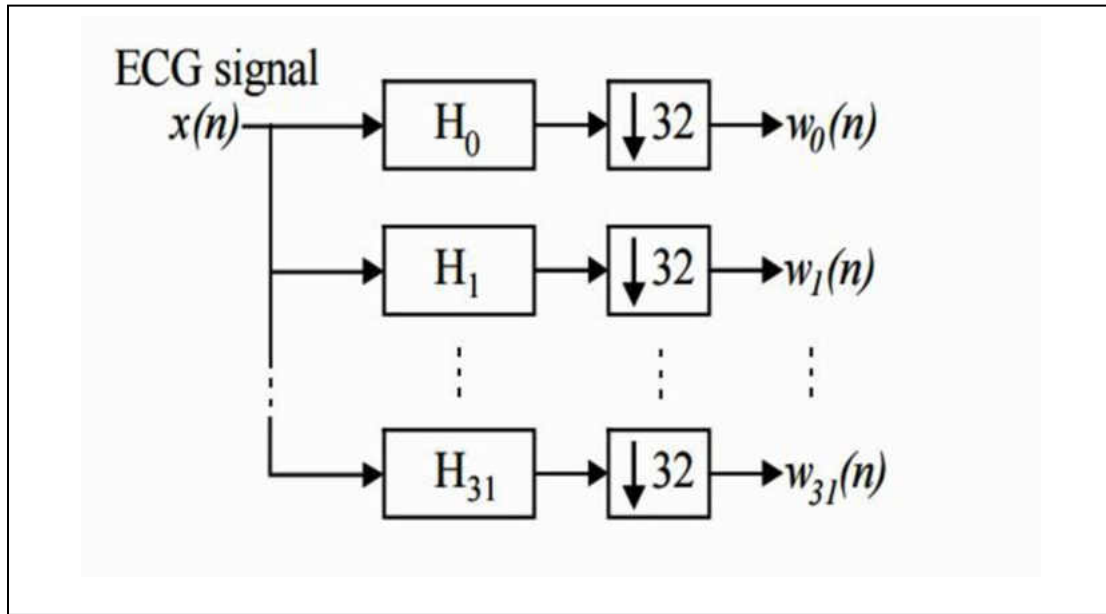 ECG signal
x(n) H₀ ↓32 w₀(n)
H₁ ↓32 w₁(n)
H₃₁ ↓32 w₃₁(n)